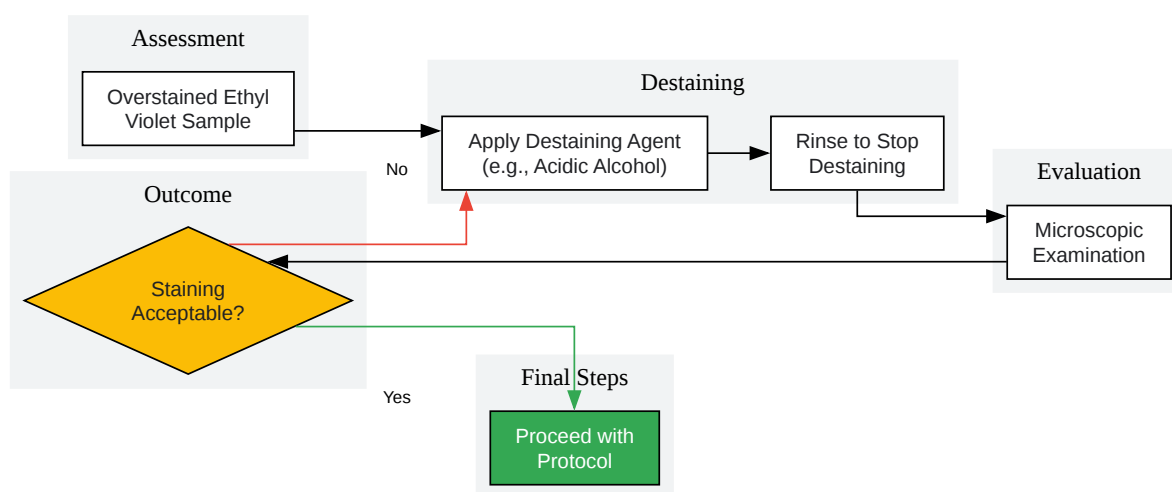 Assessment
Overstained Ethyl
Violet Sample
Destaining
Apply Destaining Agent
(e.g., Acidic Alcohol)
Rinse to Stop
Destaining
Evaluation
Microscopic
Examination
No
Outcome
Staining
Acceptable?
Yes
Final Steps
Proceed with
Protocol